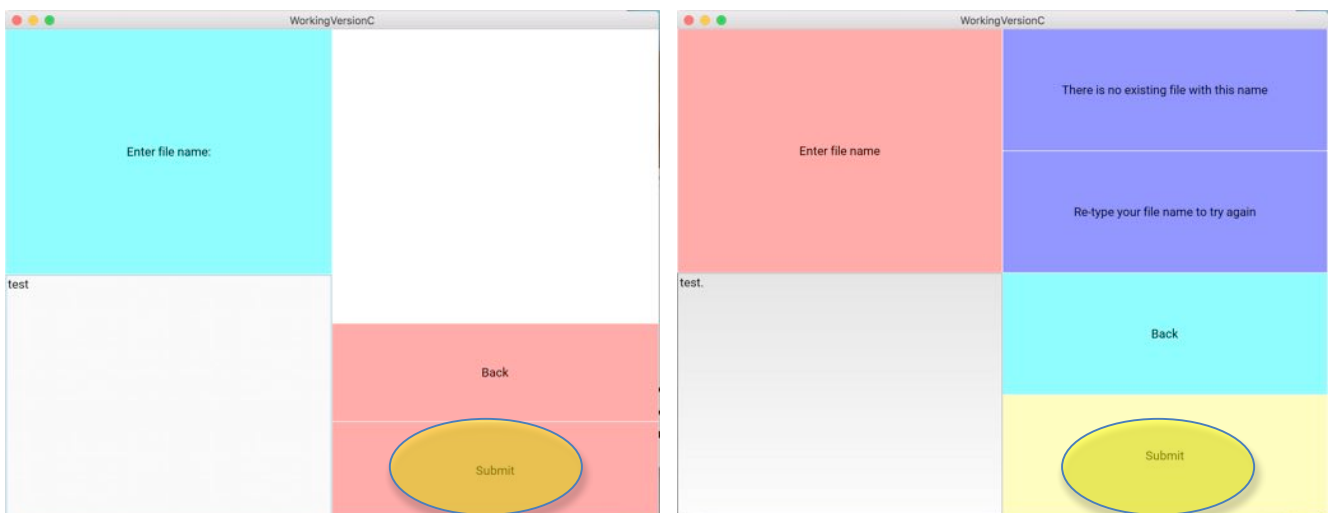 WorkingVersionC
Enter file name:
test
Back
Submit
WorkingVersionC
Enter file name
There is no existing file with this name
Re-type your file name to try again
test.
Back
Submit